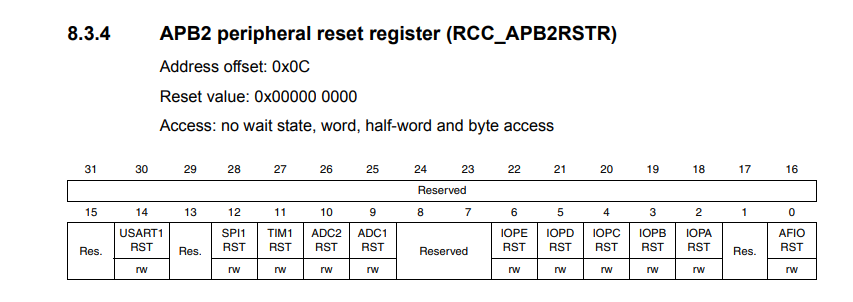 8.3.4 APB2 peripheral reset register (RCC_APB2RSTR)
Address offset: 0x0C
Reset value: 0x00000 0000
Access: no wait state, word, half-word and byte access
31 30 29 28 27 26 25 24 23 22 21 20 19 18 17 16
Reserved
15 14 13 12 11 10 9 8 7 6 5 4 3 2 1 0
Res. USART1 RST Res. SPI1 RST TIM1 RST ADC2 RST ADC1 RST Reserved IOPE RST IOPD RST IOPC RST IOPB RST IOPA RST Res. AFIO RST
rw rw rw rw rw rw rw rw rw rw rw